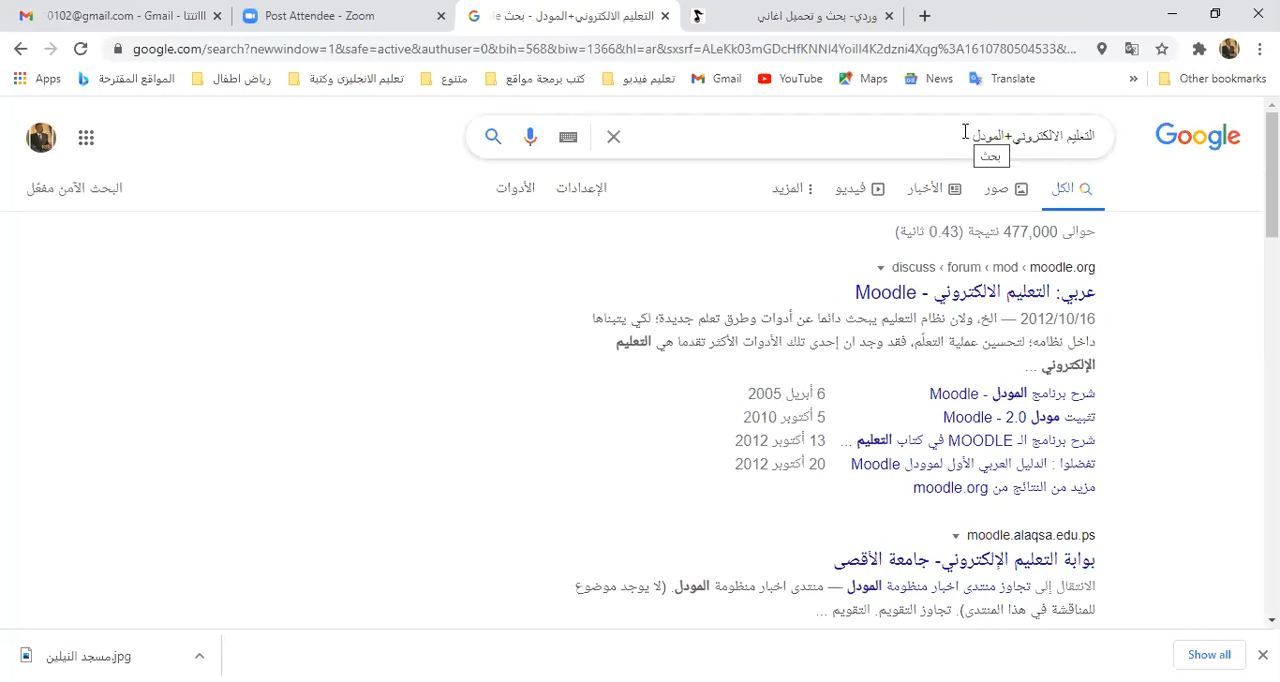 0102@gmail.com - Gmail - االاتنتا
Post Attendee - Zoom
التعليم الالكتروني+المودل - بحث
وردي- بحث و تحميل اغاني
google.com/search?newwindow=1&safe=active&authuser=0&bih=568&biw=1366&hl=ar&sxsrf=ALeKk03mGDcHfKNNI4YoiIl4K2dzni4Xqg%3A1610780504533&...
Apps
المواقع المقترحة
رياض اطفال
تعليم الانجليزى وكتبة
متنوع
كتب برمجة مواقع
تعليم فيديو
Gmail
YouTube
Maps
News
Translate
»
Other bookmarks
Google
التعليم الالكتروني+المودل
بحث
الكل
صور
الأخبار
فيديو
المزيد
الإعدادات
الأدوات
البحث الآمن مفعّل
حوالى 477,000 نتيجة (0.43 ثانية)
discuss ‹ forum ‹ mod ‹ moodle.org
عربي: التعليم الالكتروني - Moodle
2012/10/16 — الخ، ولان نظام التعليم يبحث دائما عن أدوات وطرق تعلم جديدة؛ لكي يتبناها
داخل نظامه؛ لتحسين عملية التعلّم، فقد وجد ان إحدى تلك الأدوات الأكثر تقدما هي التعليم
الإلكتروني ...
شرح برنامج المودل - Moodle 6 أبريل 2005
تثبيت مودل 2.0 - Moodle 5 أكتوبر 2010
شرح برنامج الـ MOODLE في كتاب التعليم ... 13 أكتوبر 2012
تفضلوا : الدليل العربي الأول لموودل Moodle 20 أكتوبر 2012
مزيد من النتائج من moodle.org
moodle.alaqsa.edu.ps
بوابة التعليم الإلكتروني- جامعة الأقصى
الانتقال إلى تجاوز منتدى اخبار منظومة المودل — منتدى اخبار منظومة المودل. (لا يوجد موضوع
للمناقشة في هذا المنتدى). تجاوز التقويم. التقويم ...
مسجد النيلين.jpg
Show all